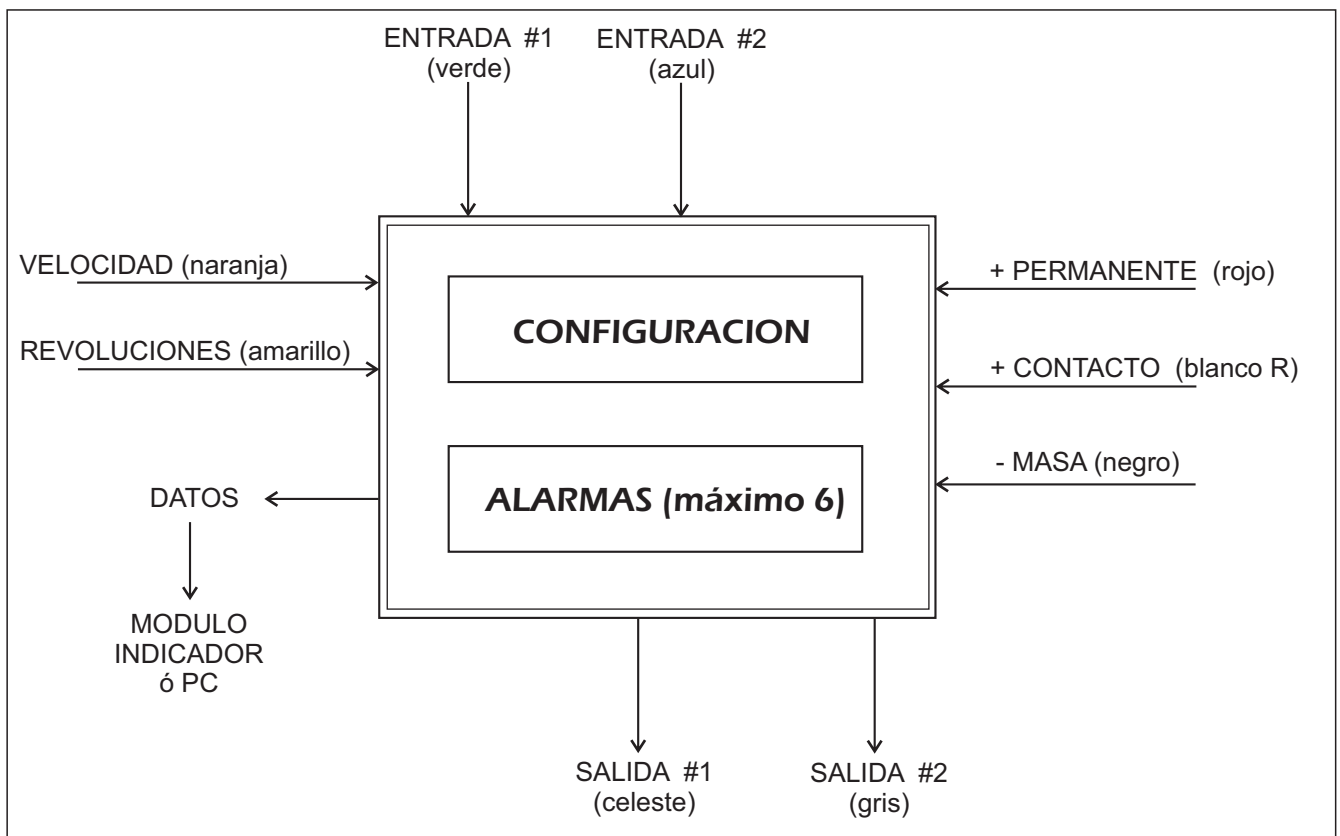 ENTRADA #1
(verde)
ENTRADA #2
(azul)
VELOCIDAD (naranja)
REVOLUCIONES (amarillo)
CONFIGURACION
ALARMAS (máximo 6)
+ PERMANENTE (rojo)
+ CONTACTO (blanco R)
- MASA (negro)
DATOS
MODULO
INDICADOR
ó PC
SALIDA #1
(celeste)
SALIDA #2
(gris)